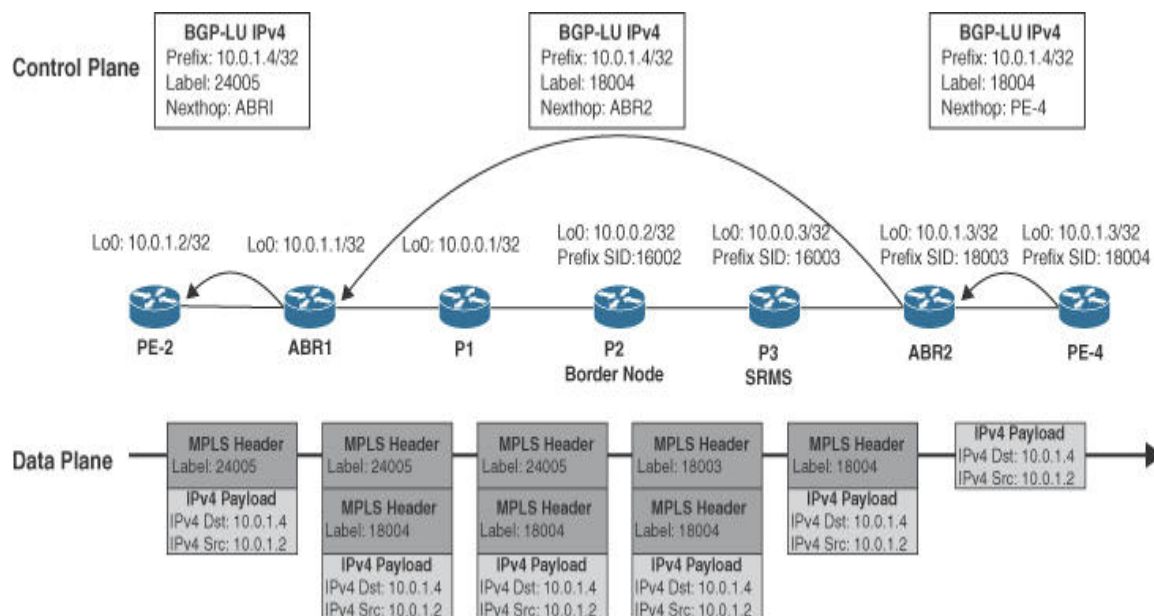 Control Plane
BGP-LU IPv4
Prefix: 10.0.1.4/32
Label: 24005
Nexthop: ABRI
BGP-LU IPv4
Prefix: 10.0.1.4/32
Label: 18004
Nexthop: ABR2
BGP-LU IPv4
Prefix: 10.0.1.4/32
Label: 18004
Nexthop: PE-4
Lo0: 10.0.1.2/32
Lo0: 10.0.1.1/32
Lo0: 10.0.0.1/32
Lo0: 10.0.0.2/32
Prefix SID:16002
Lo0: 10.0.0.3/32
Prefix SID: 16003
Lo0: 10.0.1.3/32
Prefix SID: 18003
Lo0: 10.0.1.3/32
Prefix SID: 18004
PE-2
ABR1
P1
P2
Border Node
P3
SRMS
ABR2
PE-4
Data Plane
MPLS Header
Label: 24005
IPv4 Payload
IPv4 Dst: 10.0.1.4
IPv4 Src: 10.0.1.2
MPLS Header
Label: 24005
MPLS Header
Label: 18004
IPv4 Payload
IPv4 Dst: 10.0.1.4
IPv4 Src: 10.0.1.2
MPLS Header
Label: 24005
MPLS Header
Label: 18004
IPv4 Payload
IPv4 Dst: 10.0.1.4
IPv4 Src: 10.0.1.2
MPLS Header
Label: 18003
MPLS Header
Label: 18004
IPv4 Payload
IPv4 Dst: 10.0.1.4
IPv4 Src: 10.0.1.2
MPLS Header
Label: 18004
IPv4 Payload
IPv4 Dst: 10.0.1.4
IPv4 Src: 10.0.1.2
IPv4 Payload
IPv4 Dst: 10.0.1.4
IPv4 Src: 10.0.1.2